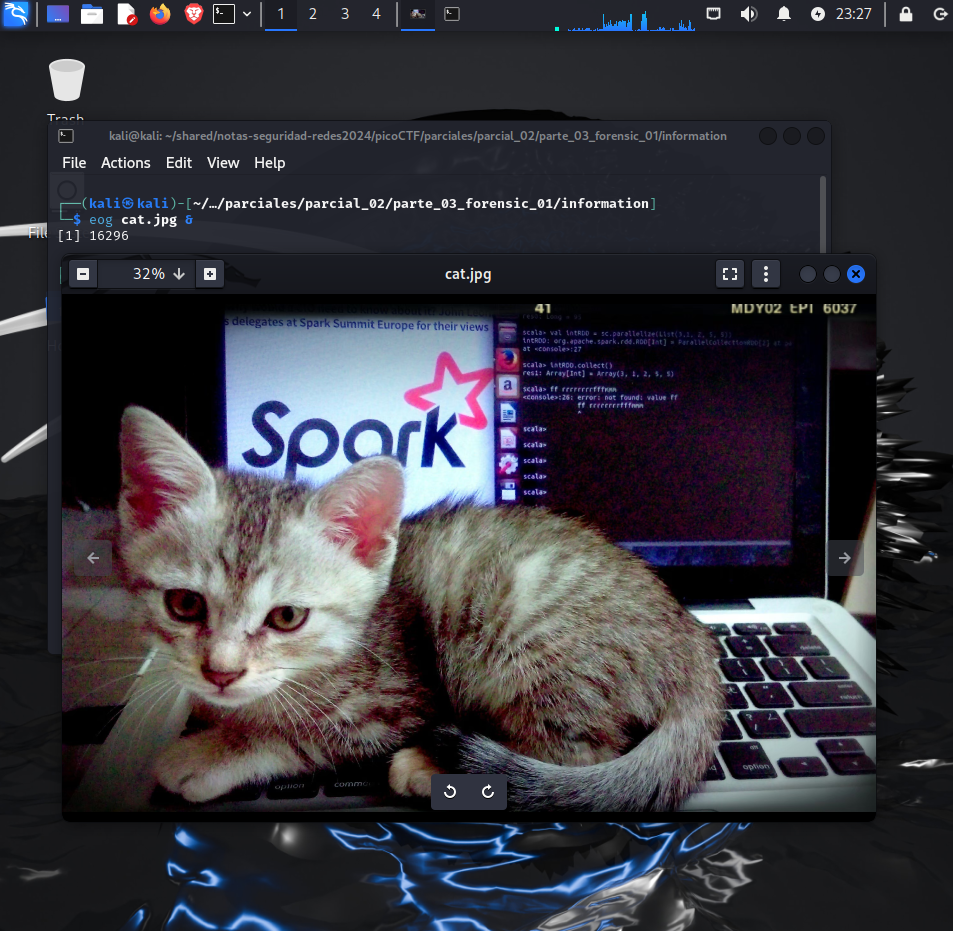 1 2 3 4 23:27
Trash
kali@kali: ~/shared/notas-seguridad-redes2024/picoCTF/parciales/parcial_02/parte_03_forensic_01/information
File Actions Edit View Help
(kali㉿kali)-[~/…/parciales/parcial_02/parte_03_forensic_01/information]
$ eog cat.jpg &
[1] 16296
32% cat.jpg
41 MDY02 EPI 6037
s delegates at Spark Summit Europe for their views
Spark
scala> val intRDD = sc.parallelize(List(3,1,2,5,5))
intRDD: org.apache.spark.rdd.RDD[Int] = ParallelCollectionRDD[2] at
at <console>:27
scala> intRDD.collect()
res1: Array[Int] = Array(3, 1, 2, 5, 5)
scala> ff rrrrrrrrfffmmm
<console>:26: error: not found: value ff
ff rrrrrrrrfffmmm
^
scala>
scala>
scala>
scala>
scala>
delete
return
option
option